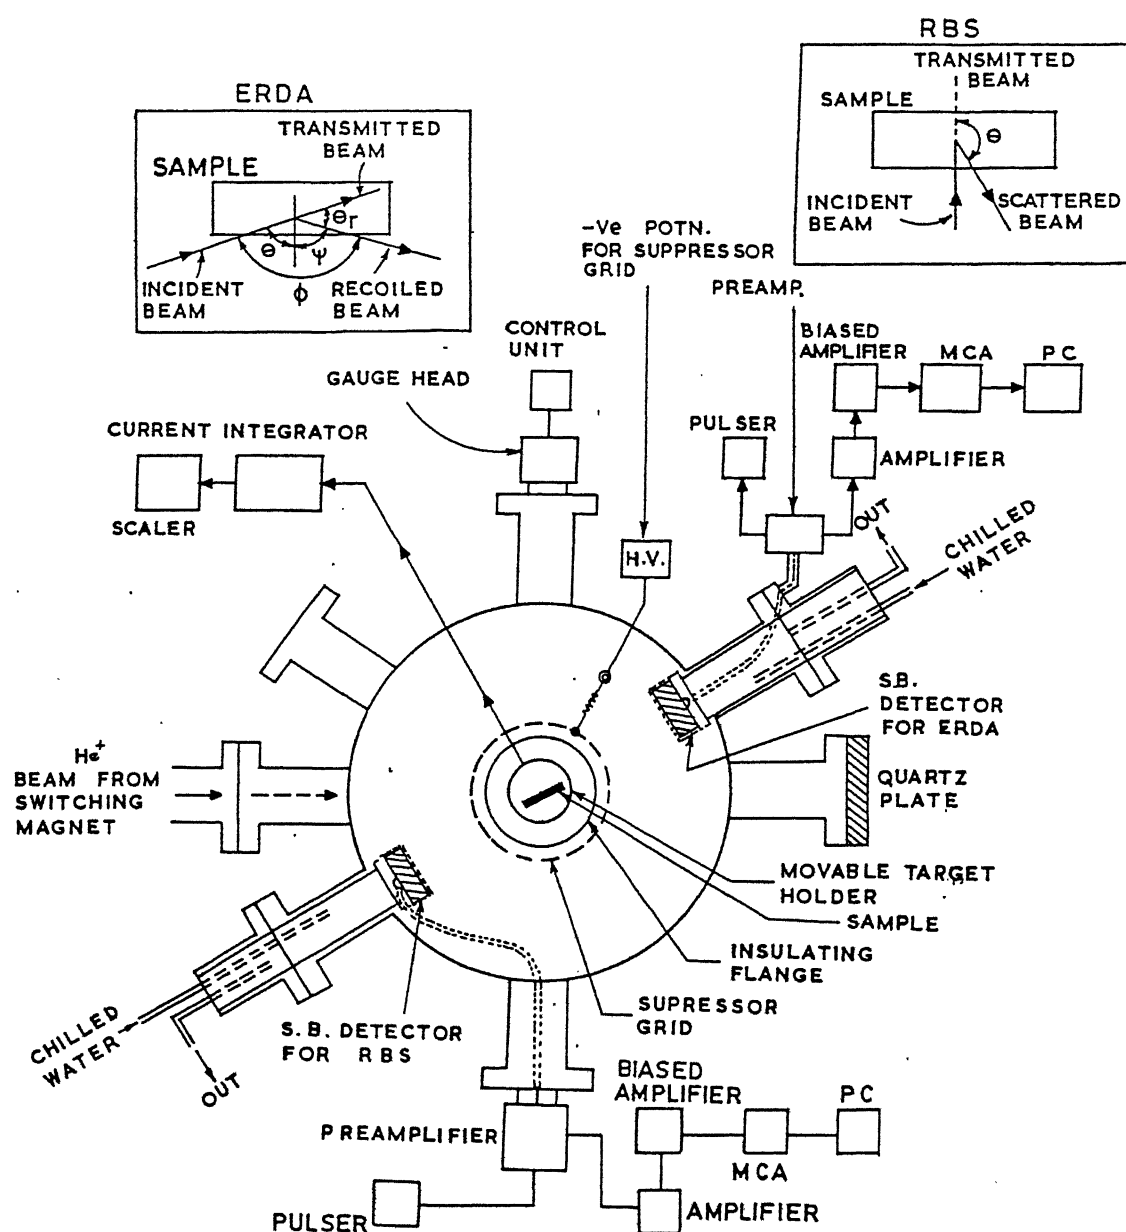 RBS
TRANSMITTED
BEAM
SAMPLE
θ
INCIDENT
BEAM
SCATTERED
BEAM
ERDA
TRANSMITTED
BEAM
SAMPLE
θr
θ
ψ
ϕ
INCIDENT
BEAM
RECOILED
BEAM
-Ve POTN.
FOR SUPPRESSOR
GRID
PREAMP.
CONTROL
UNIT
GAUGE HEAD
BIASED
AMPLIFIER
MCA
PC
PULSER
AMPLIFIER
CURRENT INTEGRATOR
SCALER
H.V.
OUT
CHILLED
WATER
S.B.
DETECTOR
FOR ERDA
He+
BEAM FROM
SWITCHING
MAGNET
QUARTZ
PLATE
MOVABLE TARGET
HOLDER
SAMPLE
INSULATING
FLANGE
SUPRESSOR
GRID
S.B. DETECTOR
FOR RBS
CHILLED
WATER
OUT
BIASED
AMPLIFIER
PC
PREAMPLIFIER
MCA
PULSER
AMPLIFIER